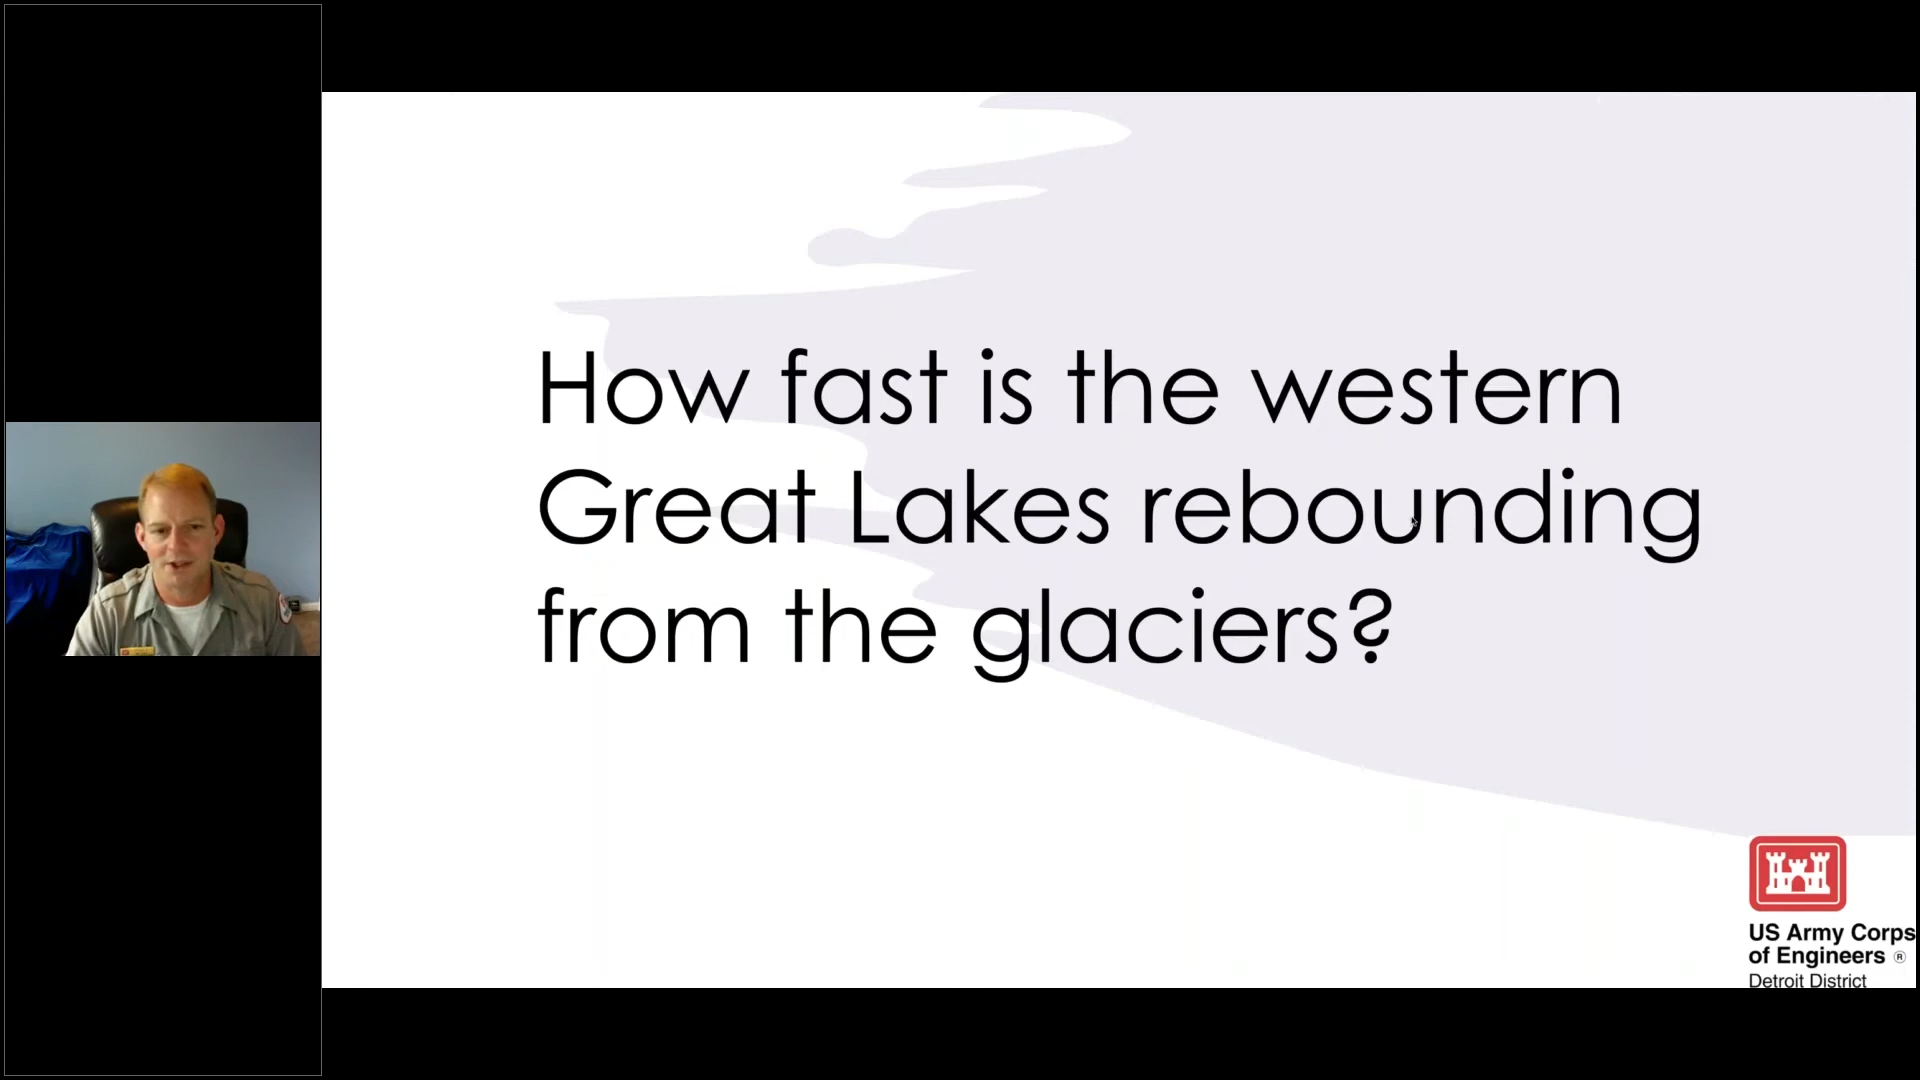 How fast is the western
Great Lakes rebounding
from the glaciers?
US Army Corps
of Engineers ®
Detroit District